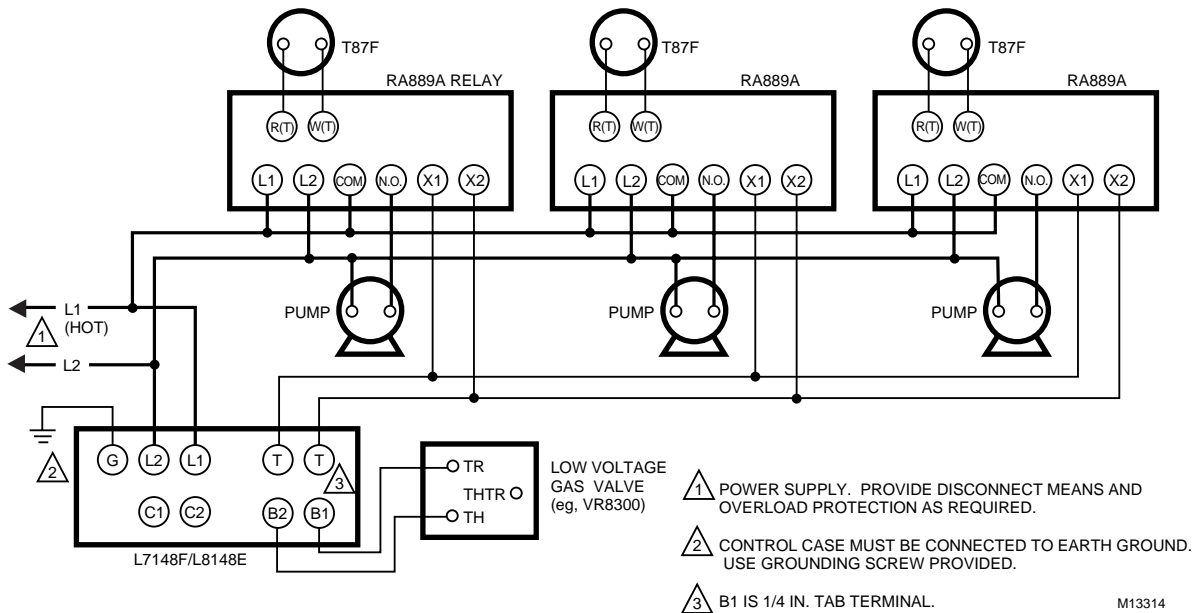 T87F T87F T87F
RA889A RELAY RA889A RA889A
R(T) W(T) R(T) W(T) R(T) W(T)
L1 L2 COM N.O. X1 X2 L1 L2 COM N.O. X1 X2 L1 L2 COM N.O. X1 X2
PUMP PUMP PUMP
L1
(HOT)
1
L2
G L2 L1 T T
2
3
C1 C2 B2 B1
L7148F/L8148E
TR
THTR
TH
LOW VOLTAGE
GAS VALVE
(eg, VR8300)
1 POWER SUPPLY. PROVIDE DISCONNECT MEANS AND
OVERLOAD PROTECTION AS REQUIRED.
2 CONTROL CASE MUST BE CONNECTED TO EARTH GROUND.
USE GROUNDING SCREW PROVIDED.
3 B1 IS 1/4 IN. TAB TERMINAL.
M13314